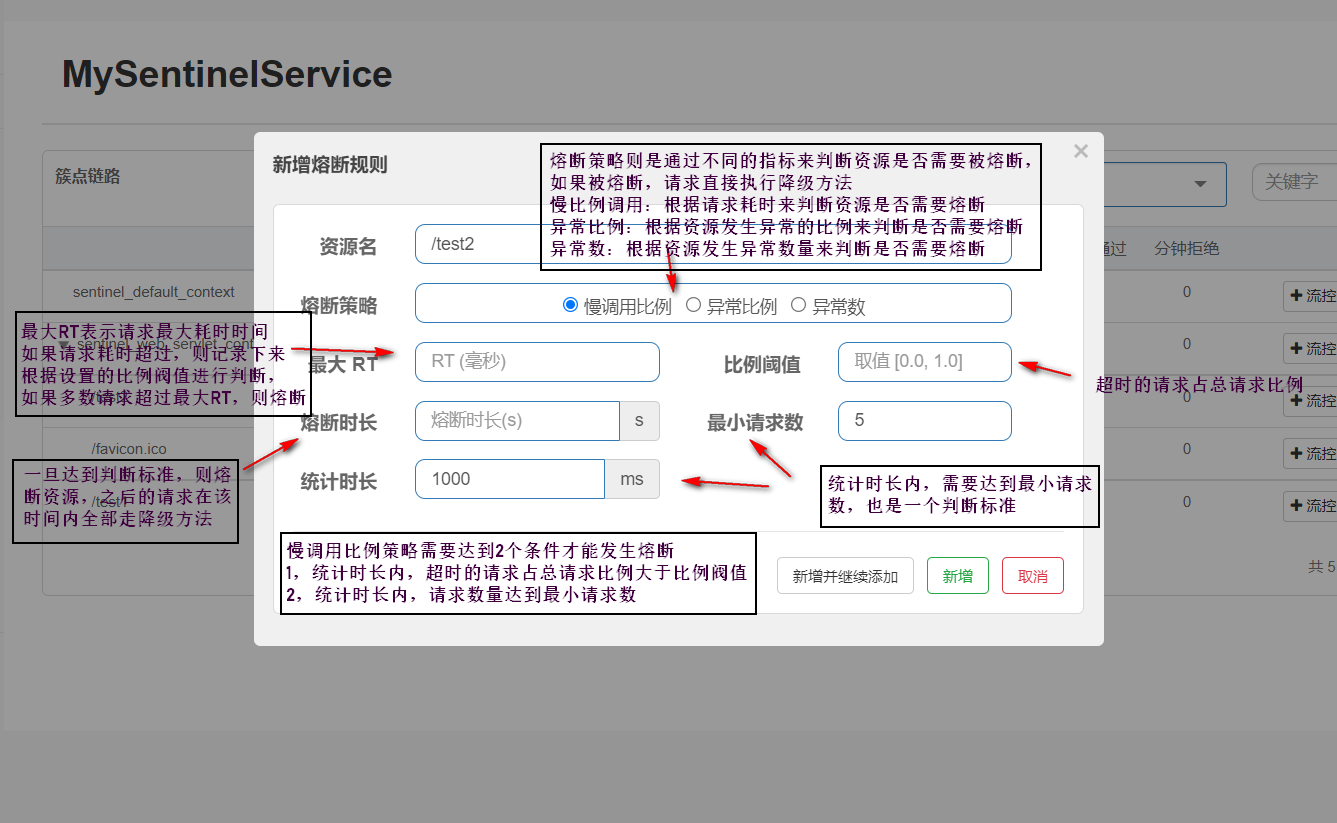 MySentinelService
簇点链路
关键字
通过
分钟拒绝
sentinel_default_context
0
流控
sentinel_web_servlet_cont
0
流控
0
流控
/favicon.ico
0
流控
/test
0
流控
共 5
新增熔断规则
×
熔断策略则是通过不同的指标来判断资源是否需要被熔断，
如果被熔断，请求直接执行降级方法
慢比例调用：根据请求耗时来判断资源是否需要熔断
异常比例：根据资源发生异常的比例来判断是否需要熔断
异常数：根据资源发生异常数量来判断是否需要熔断
资源名
/test2
熔断策略
慢调用比例 异常比例 异常数
最大RT表示请求最大耗时时间
如果请求耗时超过，则记录下来
根据设置的比例阀值进行判断，
如果多数请求超过最大RT，则熔断
最大 RT
RT (毫秒)
比例阈值
取值 [0.0, 1.0]
超时的请求占总请求比例
熔断时长
熔断时长(s)
s
最小请求数
5
一旦达到判断标准，则熔
断资源，之后的请求在该
时间内全部走降级方法
统计时长
1000
ms
统计时长内，需要达到最小请求
数，也是一个判断标准
慢调用比例策略需要达到2个条件才能发生熔断
1，统计时长内，超时的请求占总请求比例大于比例阀值
2，统计时长内，请求数量达到最小请求数
新增并继续添加
新增
取消